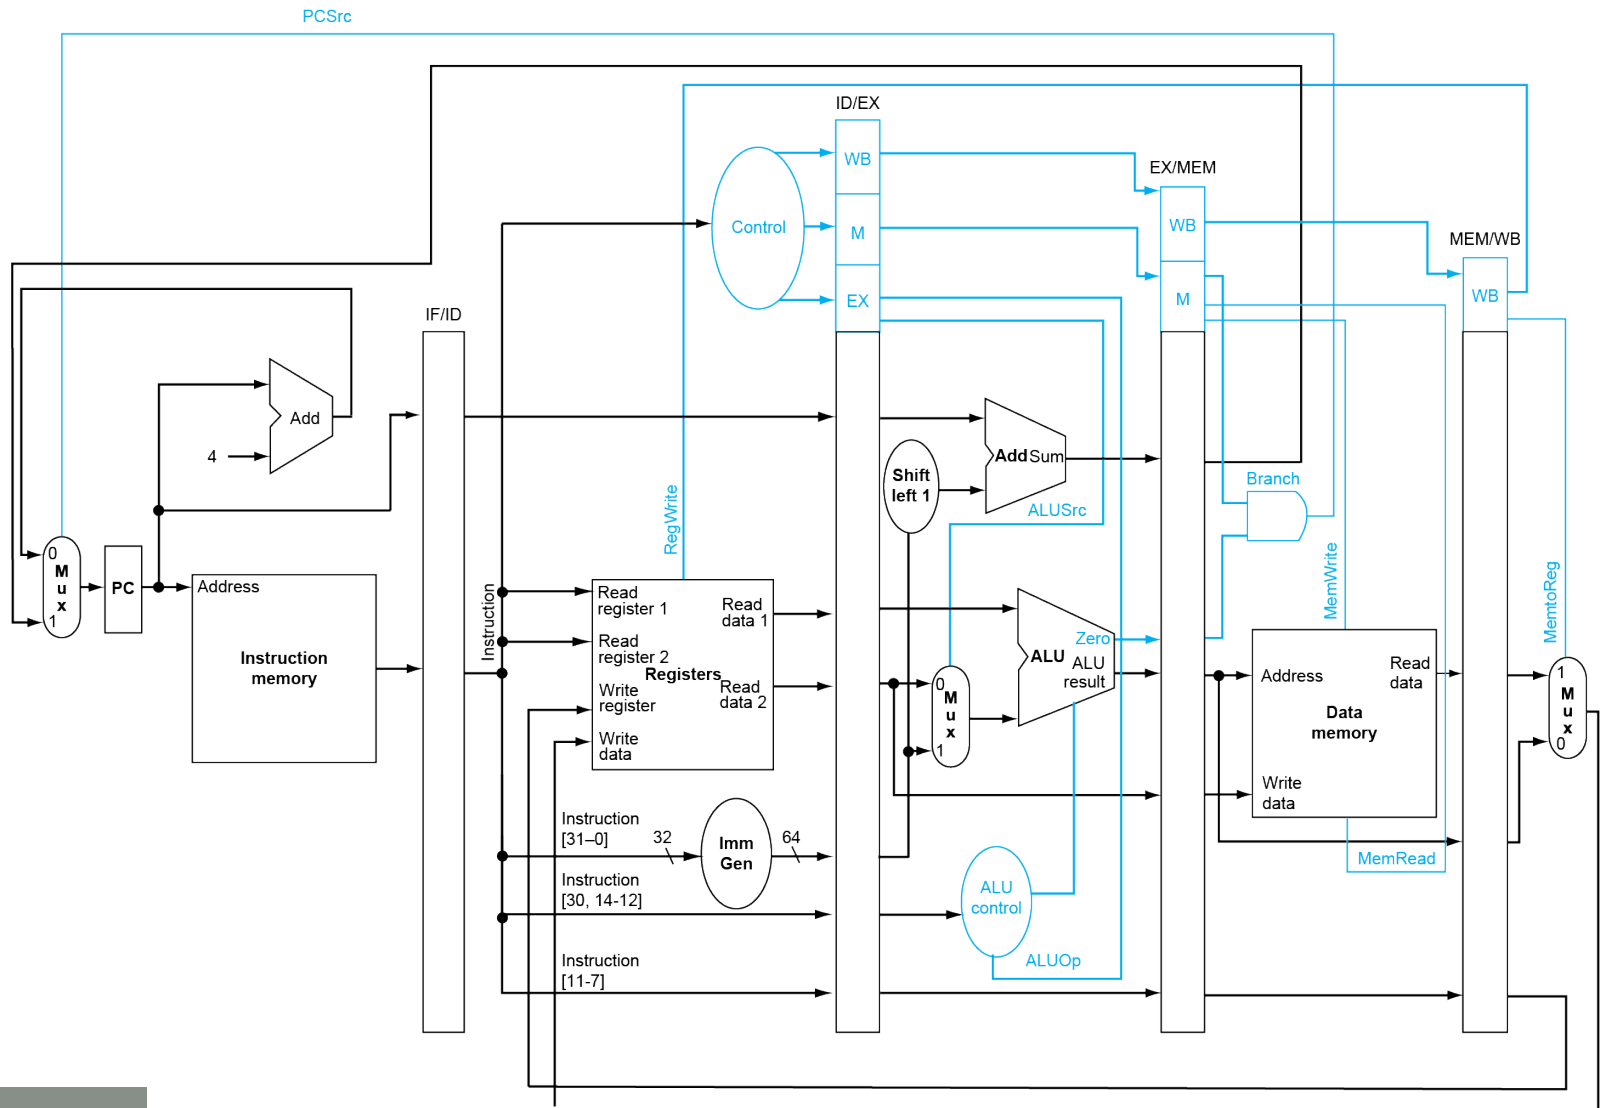 PCSrc
ID/EX
WB
EX/MEM
Control
M
WB
MEM/WB
EX
M
WB
IF/ID
Add
4
Add Sum
Shift
left 1
Branch
ALUSrc
RegWrite
MemWrite
MemtoReg
0
M
u
x
1
PC
Address
Instruction
memory
Instruction
Read
register 1
Read
data 1
Read
register 2
Registers
Write
register
Read
data 2
Write
data
0
M
u
x
1
Zero
ALU
ALU
result
Address
Read
data
Data
memory
Write
data
1
M
u
x
0
MemRead
Instruction
[31–0]
32
Imm
Gen
64
Instruction
[30, 14-12]
ALU
control
ALUOp
Instruction
[11-7]